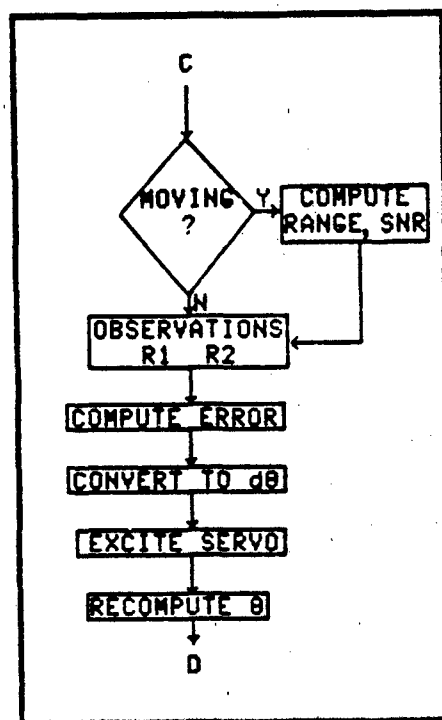 C
MOVING
?
Y
COMPUTE
RANGE, SNR
N
OBSERVATIONS
R1 R2
COMPUTE ERROR
CONVERT TO dθ
EXCITE SERVO
RECOMPUTE θ
D